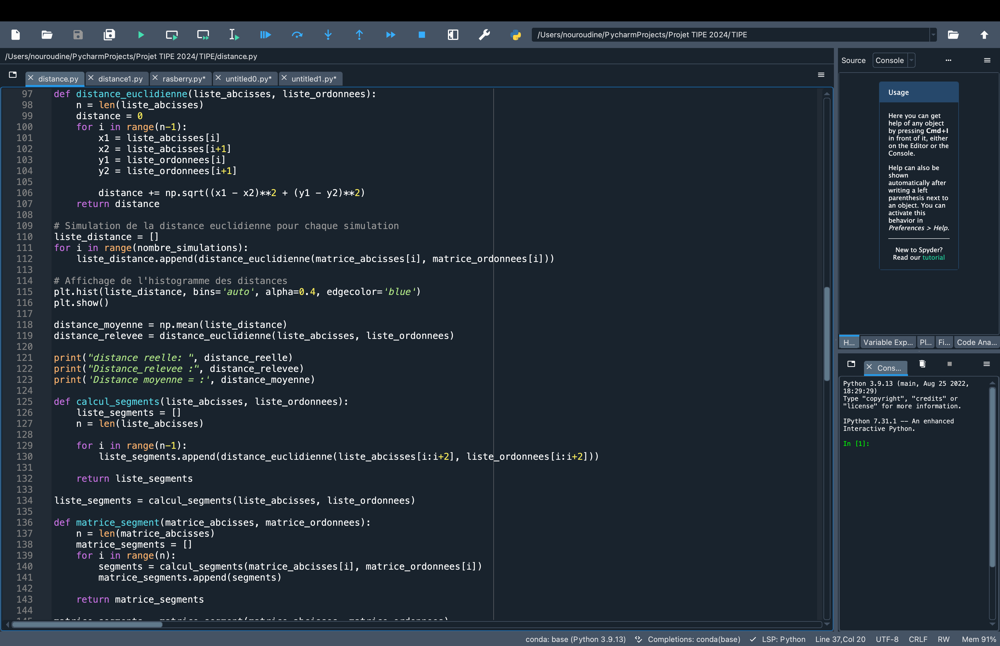 /Users/nouroudine/PycharmProjects/Projet TIPE 2024/TIPE
/Users/nouroudine/PycharmProjects/Projet TIPE 2024/TIPE/distance.py
distance.py
distance1.py
rasberry.py*
untitled0.py*
untitled1.py*
97 def distance_euclidienne(liste_abcisses, liste_ordonnees):
98     n = len(liste_abcisses)
99     distance = 0
100     for i in range(n-1):
101         x1 = liste_abcisses[i]
102         x2 = liste_abcisses[i+1]
103         y1 = liste_ordonnees[i]
104         y2 = liste_ordonnees[i+1]
105
106         distance += np.sqrt((x1 - x2)**2 + (y1 - y2)**2)
107     return distance
108
109 # Simulation de la distance euclidienne pour chaque simulation
110 liste_distance = []
111 for i in range(nombre_simulations):
112     liste_distance.append(distance_euclidienne(matrice_abcisses[i], matrice_ordonnees[i]))
113
114 # Affichage de l'histogramme des distances
115 plt.hist(liste_distance, bins='auto', alpha=0.4, edgecolor='blue')
116 plt.show()
117
118 distance_moyenne = np.mean(liste_distance)
119 distance_relevee = distance_euclidienne(liste_abcisses, liste_ordonnees)
120
121 print("distance reelle: ", distance_reelle)
122 print("Distance_relevee :", distance_relevee)
123 print('Distance moyenne = :', distance_moyenne)
124
125 def calcul_segments(liste_abcisses, liste_ordonnees):
126     liste_segments = []
127     n = len(liste_abcisses)
128
129     for i in range(n-1):
130         liste_segments.append(distance_euclidienne(liste_abcisses[i:i+2], liste_ordonnees[i:i+2]))
131
132     return liste_segments
133
134 liste_segments = calcul_segments(liste_abcisses, liste_ordonnees)
135
136 def matrice_segment(matrice_abcisses, matrice_ordonnees):
137     n = len(matrice_abcisses)
138     matrice_segments = []
139     for i in range(n):
140         segments = calcul_segments(matrice_abcisses[i], matrice_ordonnees[i])
141         matrice_segments.append(segments)
142
143     return matrice_segments
144
Source
Console
Usage
Here you can get
help of any object
by pressing Cmd+I
in front of it, either
on the Editor or the
Console.
Help can also be
shown
automatically after
writing a left
parenthesis next to
an object. You can
activate this
behavior in
Preferences > Help.
New to Spyder?
Read our tutorial
H...
Variable Exp...
Pl...
Fi...
Code Ana...
Cons...
Python 3.9.13 (main, Aug 25 2022,
18:29:29)
Type "copyright", "credits" or
"license" for more information.
IPython 7.31.1 -- An enhanced
Interactive Python.
In [1]:
conda: base (Python 3.9.13)
Completions: conda(base)
LSP: Python
Line 37,Col 20
UTF-8
CRLF
RW
Mem 91%